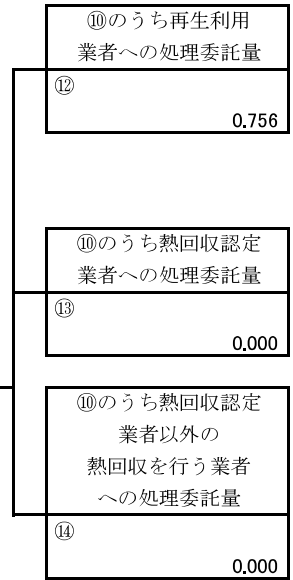 ⑩のうち再生利用
業者への処理委託量
⑫
0.756
⑩のうち熱回収認定
業者への処理委託量
⑬
0.000
⑩のうち熱回収認定
業者以外の
熱回収を行う業者
への処理委託量
⑭
0.000